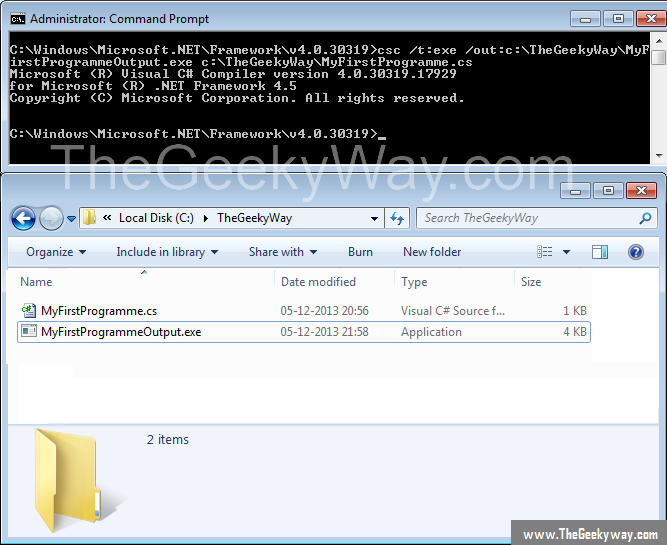 Administrator: Command Prompt
C:\Windows\Microsoft.NET\Framework\v4.0.30319>csc /t:exe /out:c:\TheGeekyWay\MyF
irstProgrammeOutput.exe c:\TheGeekyWay\MyFirstProgramme.cs
Microsoft (R) Visual C# Compiler version 4.0.30319.17929
for Microsoft (R) .NET Framework 4.5
Copyright (C) Microsoft Corporation. All rights reserved.
C:\Windows\Microsoft.NET\Framework\v4.0.30319>_
TheGeekyWay.com
« Local Disk (C:) TheGeekyWay Search TheGeekyWay
Organize Include in library Share with Burn New folder
Name Date modified Type Size
MyFirstProgramme.cs 05-12-2013 20:56 Visual C# Source f... 1 KB
MyFirstProgrammeOutput.exe 05-12-2013 21:58 Application 4 KB
2 items
www.TheGeekyway.com